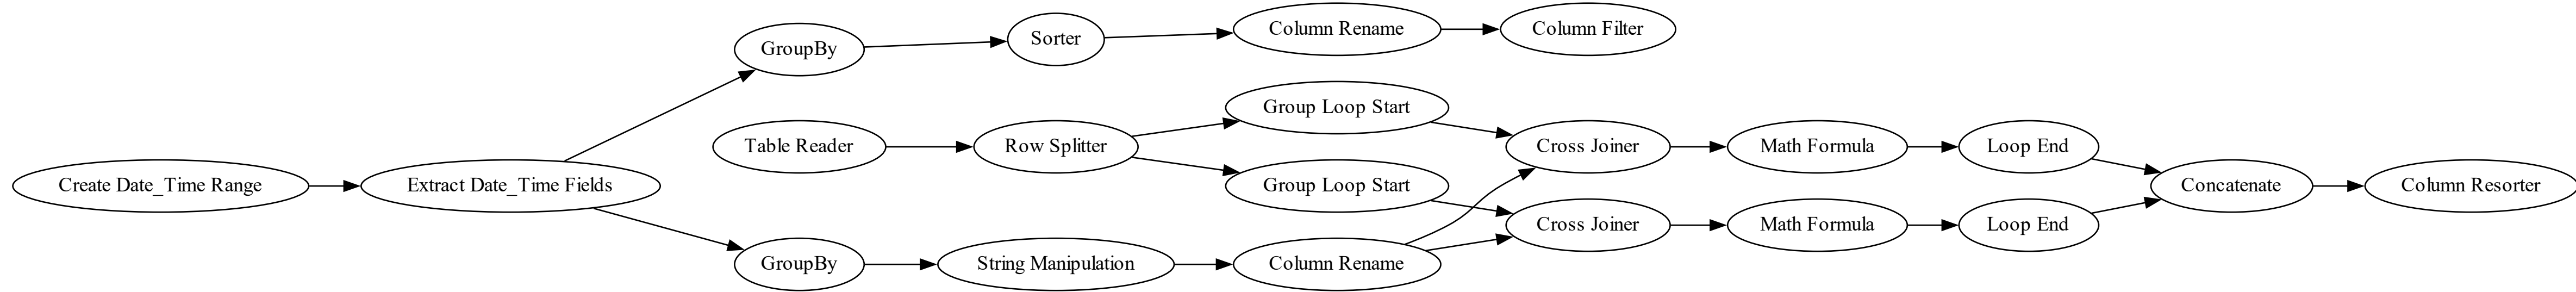 GroupBy
Sorter
Column Rename
Column Filter
Group Loop Start
Table Reader
Row Splitter
Cross Joiner
Math Formula
Loop End
Create Date_Time Range
Extract Date_Time Fields
Group Loop Start
Concatenate
Column Resorter
Cross Joiner
Math Formula
Loop End
GroupBy
String Manipulation
Column Rename